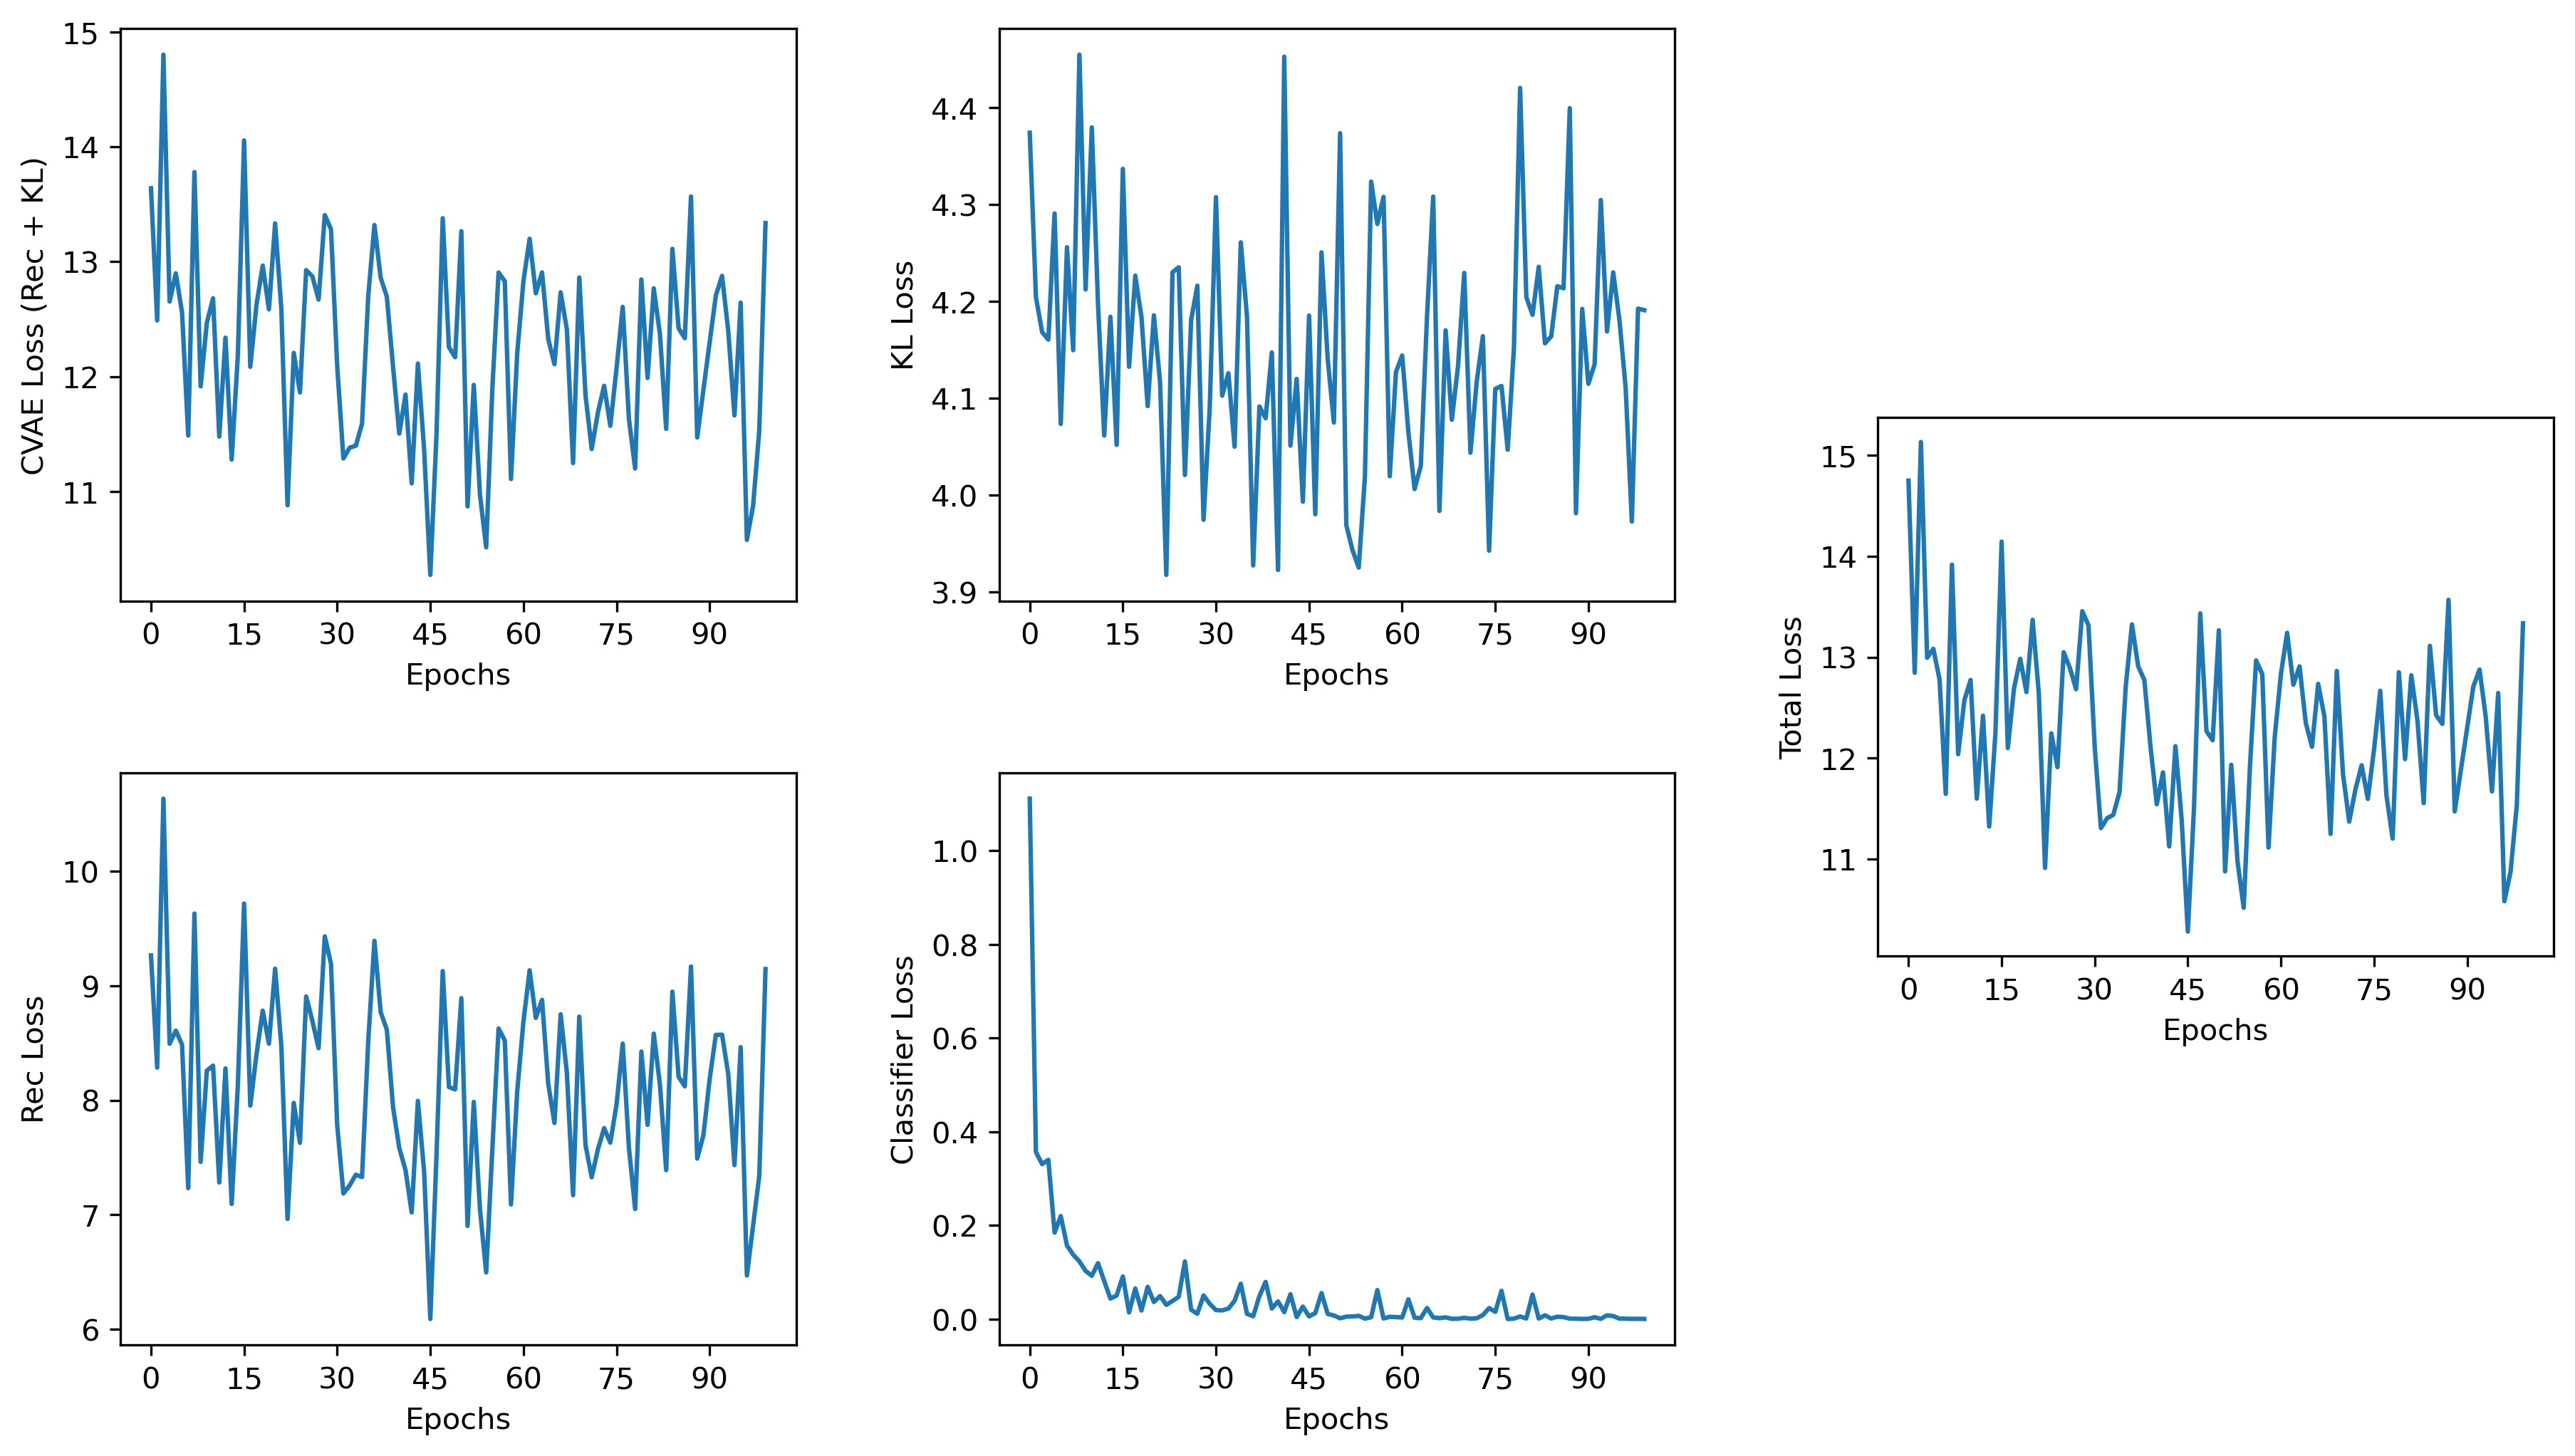 CVAE Loss (Rec + KL)
15
14
13
12
11
0 15 30 45 60 75 90
Epochs
KL Loss
4.4
4.3
4.2
4.1
4.0
3.9
0 15 30 45 60 75 90
Epochs
Rec Loss
10
9
8
7
6
0 15 30 45 60 75 90
Epochs
Classifier Loss
1.0
0.8
0.6
0.4
0.2
0.0
0 15 30 45 60 75 90
Epochs
Total Loss
15
14
13
12
11
0 15 30 45 60 75 90
Epochs